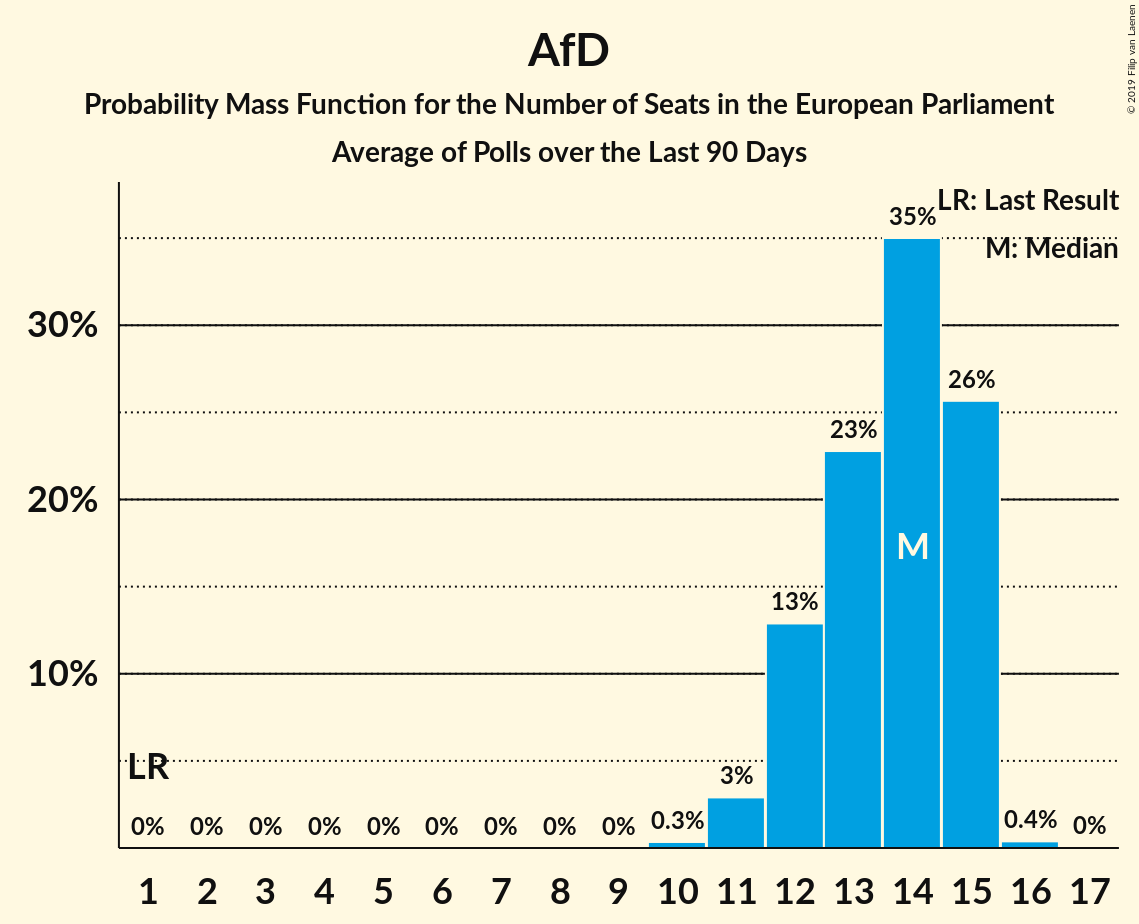 AfD
Probability Mass Function for the Number of Seats in the European Parliament
Average of Polls over the Last 90 Days
© 2019 Filip van Laenen
LR: Last Result
M: Median
35%
30%
26%
23%
20%
M
13%
10%
LR
3%
0% 0% 0% 0% 0% 0% 0% 0% 0% 0.3% 0.4% 0%
1 2 3 4 5 6 7 8 9 10 11 12 13 14 15 16 17